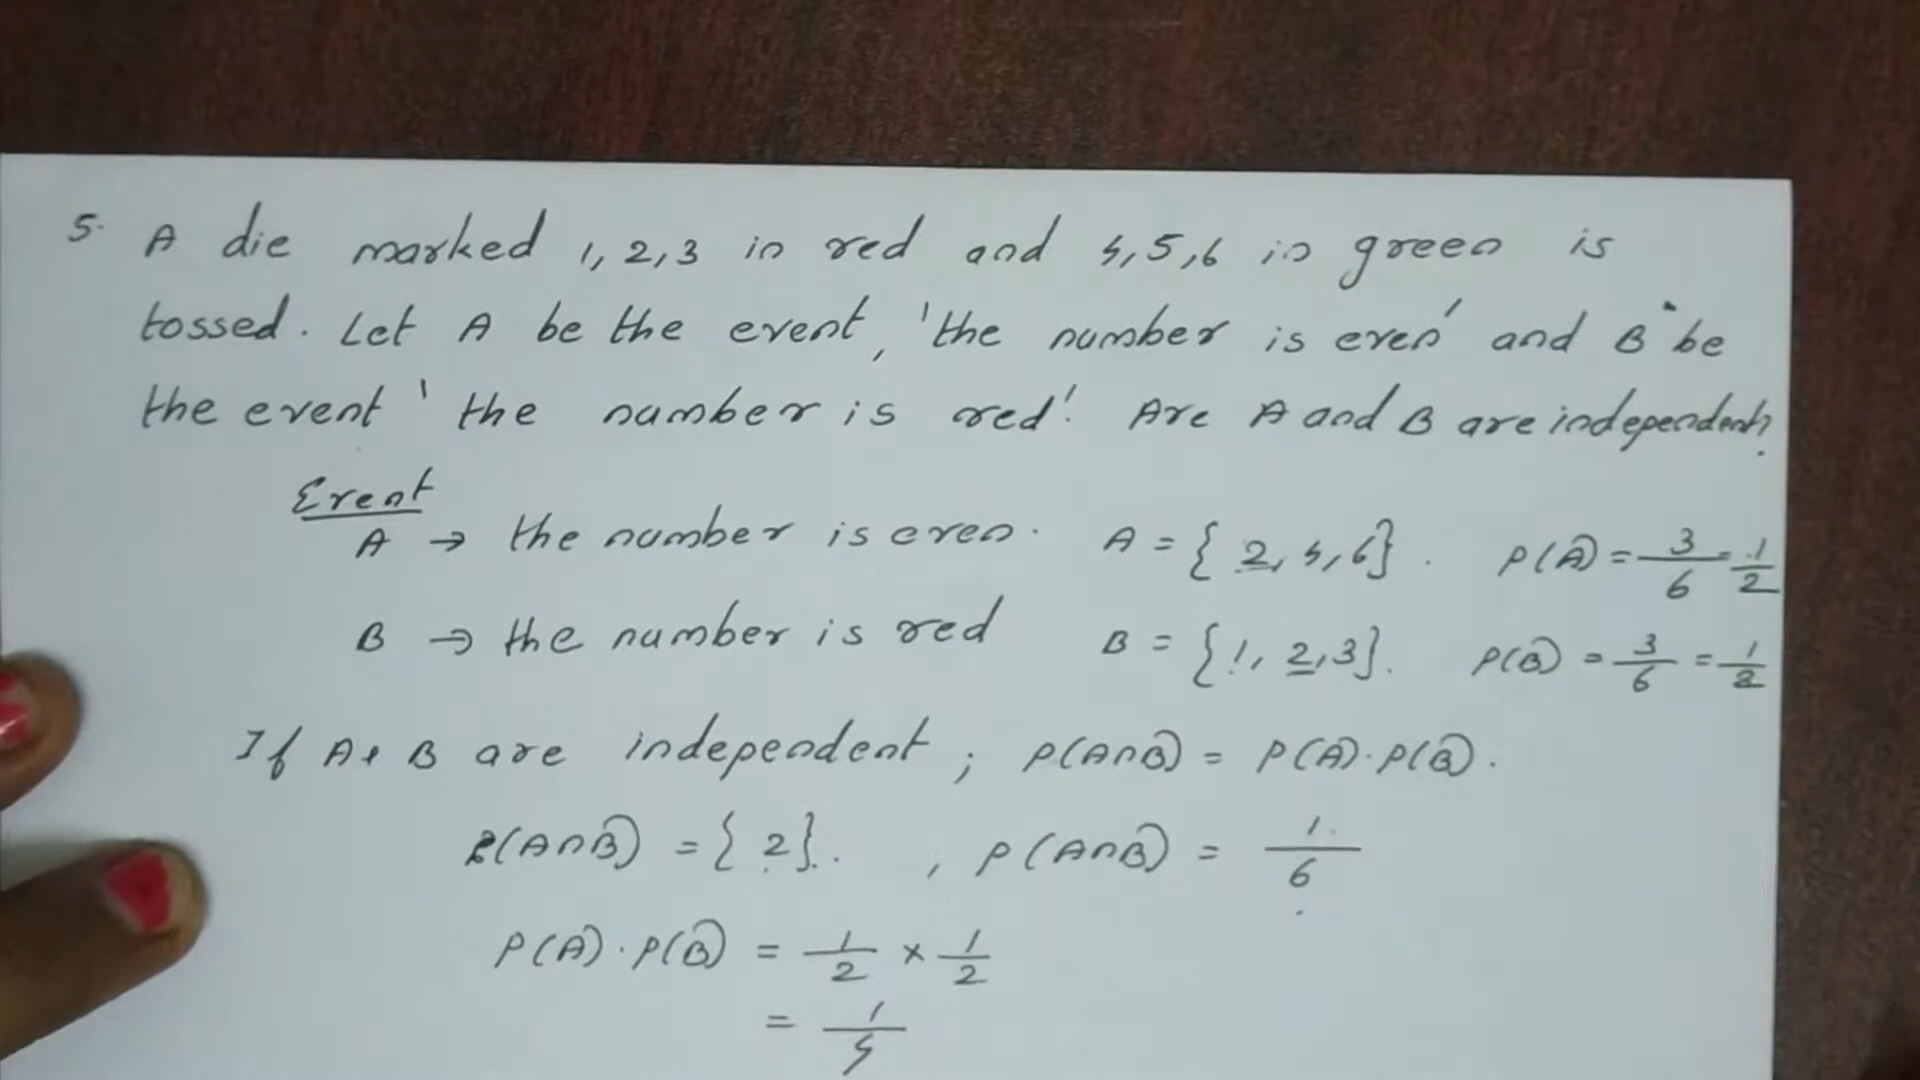 5. A die marked 1, 2, 3 in red and 4, 5, 6 in green is
tossed. Let A be the event, 'the number is even' and B be
the event 'the number is red'. Are A and B are independent?
Event
A → the number is even. A = {2, 4, 6}. P(A) = 3/6 = 1/2
B → the number is red B = {1, 2, 3}. P(B) = 3/6 = 1/2
If A & B are independent; P(A∩B) = P(A)·P(B).
(A∩B) = {2}. , P(A∩B) = 1/6
P(A)·P(B) = 1/2 × 1/2
= 1/4